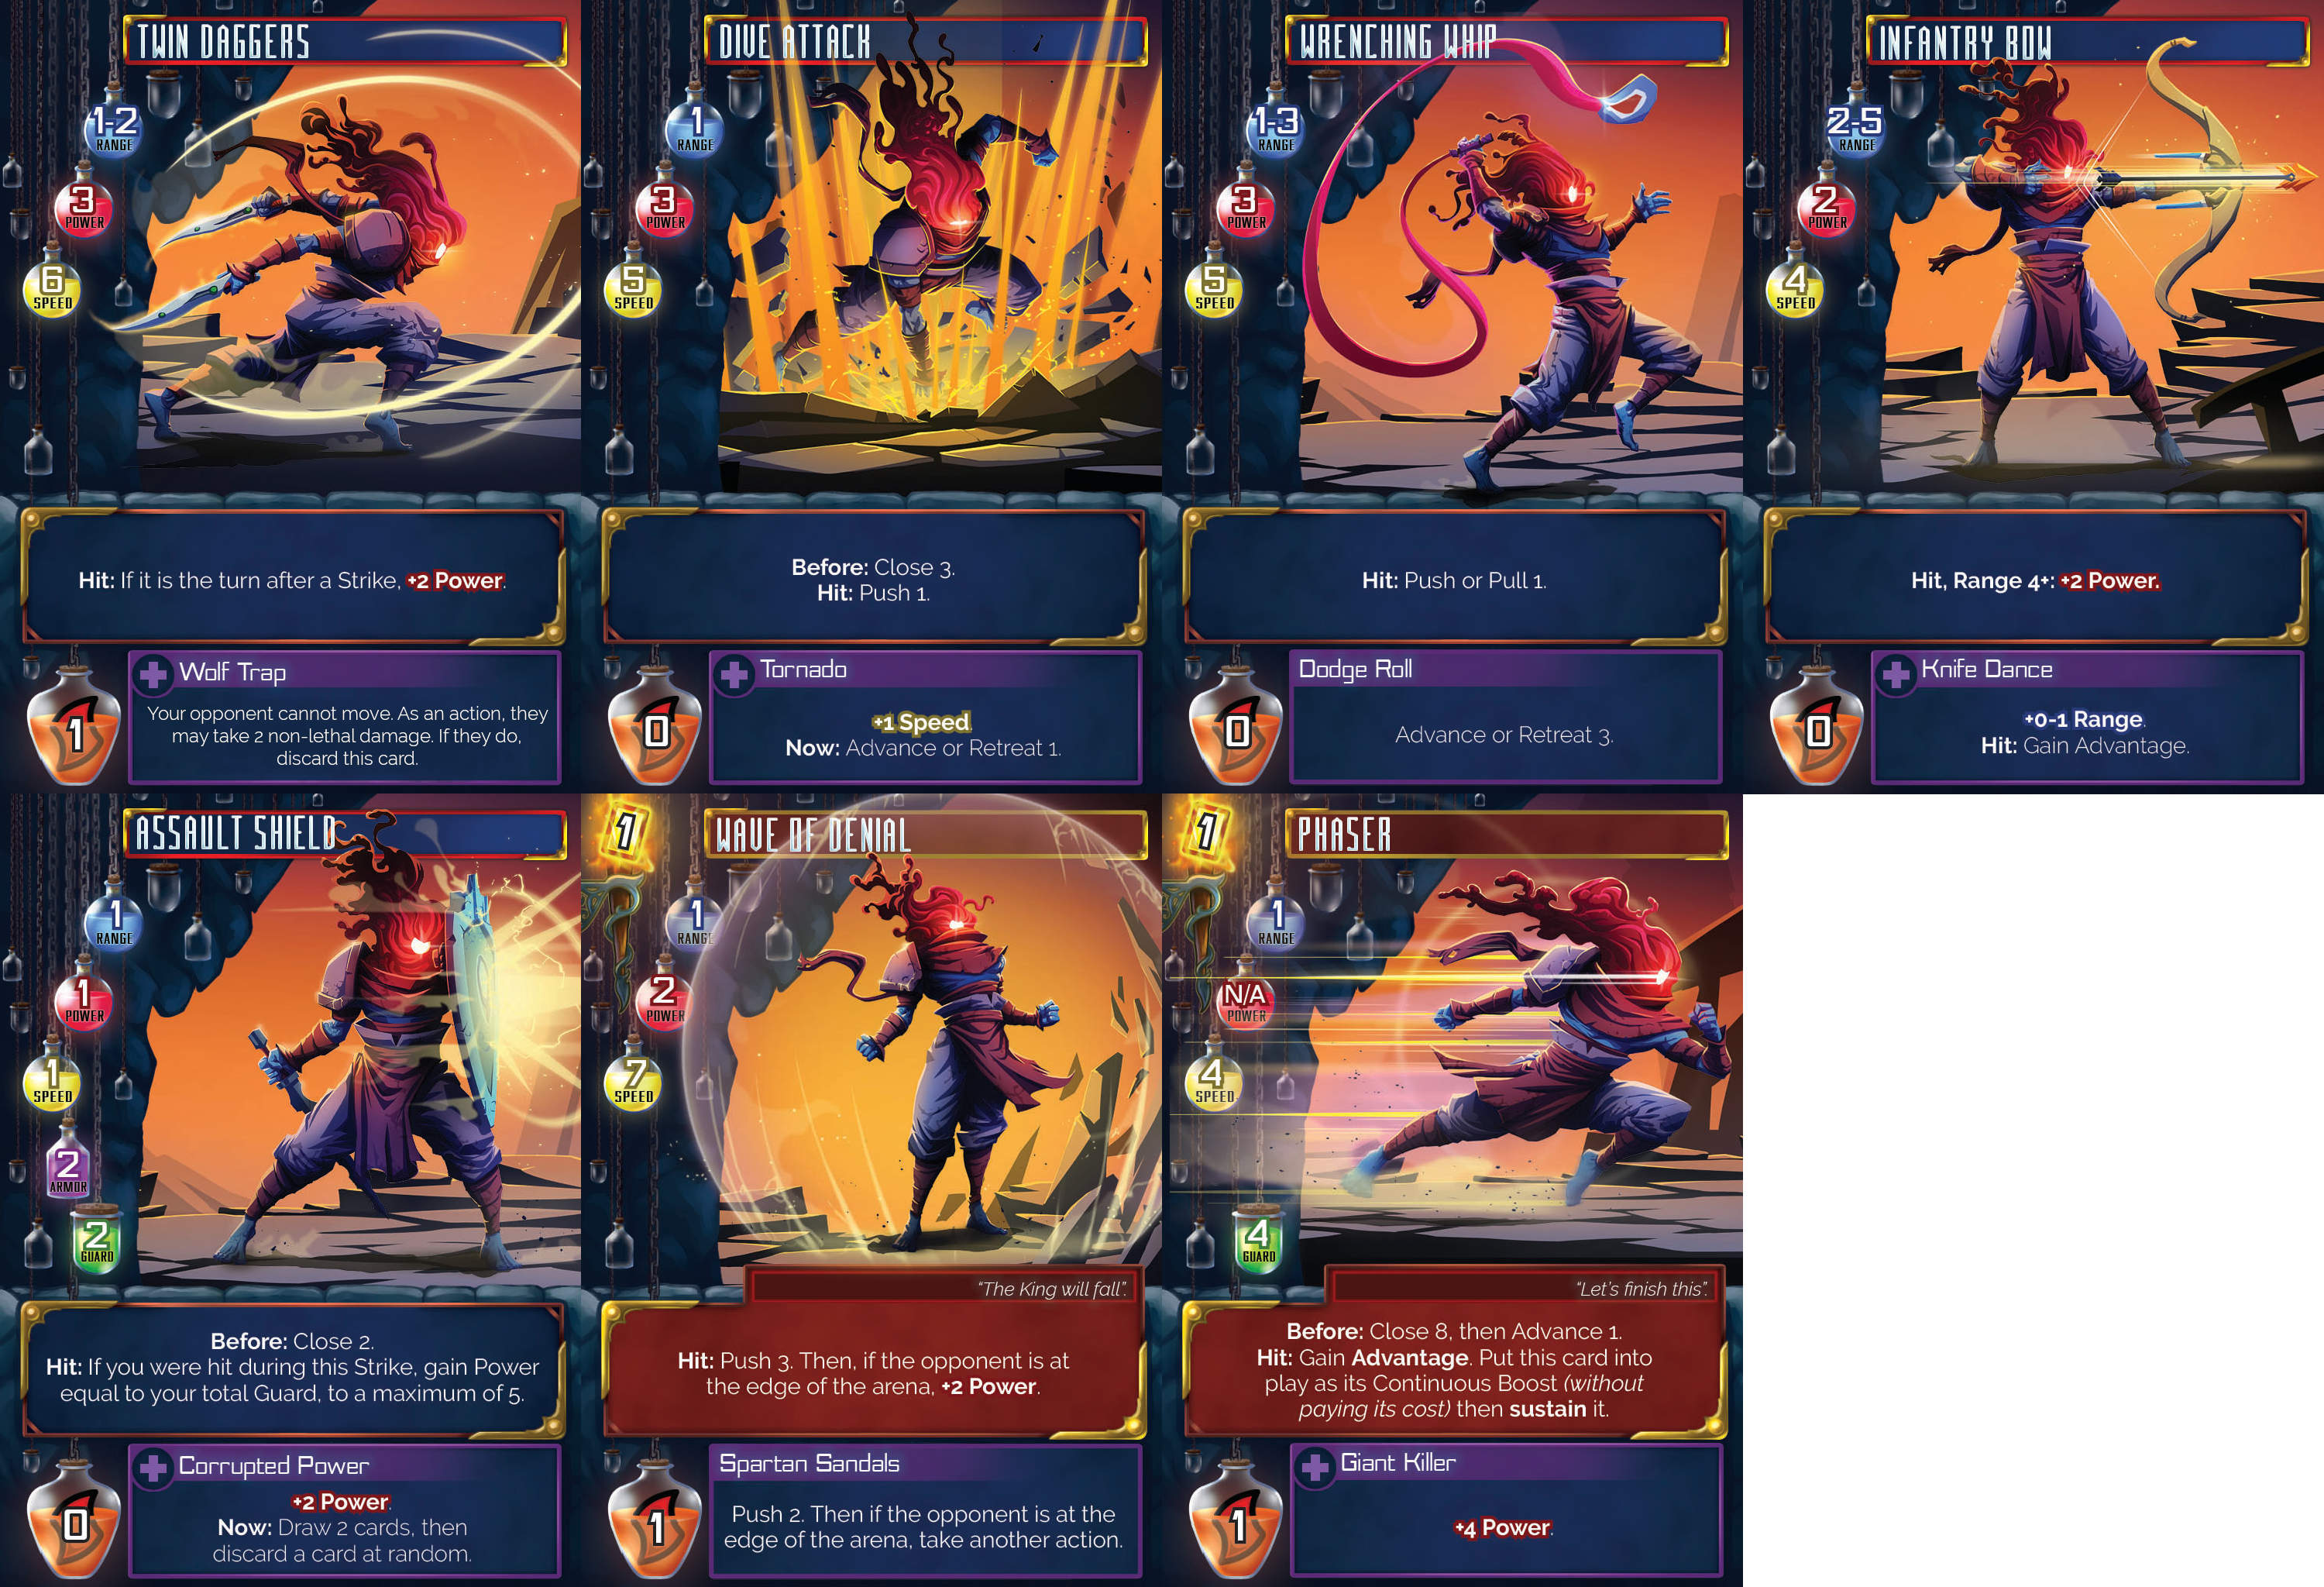 TWIN DAGGERS
1-2
RANGE
3
POWER
6
SPEED
Hit: If it is the turn after a Strike, +2 Power.
1
Wolf Trap
Your opponent cannot move. As an action, they
may take 2 non-lethal damage. If they do,
discard this card.
DIVE ATTACK
1
RANGE
3
POWER
5
SPEED
Before: Close 3.
Hit: Push 1.
0
Tornado
+1 Speed.
Now: Advance or Retreat 1.
WRENCHING WHIP
1-3
RANGE
3
POWER
5
SPEED
Hit: Push or Pull 1.
0
Dodge Roll
Advance or Retreat 3.
INFANTRY BOW
2-5
RANGE
2
POWER
4
SPEED
Hit, Range 4+: +2 Power.
0
Knife Dance
+0-1 Range.
Hit: Gain Advantage.
ASSAULT SHIELD
1
RANGE
1
POWER
1
SPEED
2
ARMOR
2
GUARD
Before: Close 2.
Hit: If you were hit during this Strike, gain Power
equal to your total Guard, to a maximum of 5.
0
Corrupted Power
+2 Power.
Now: Draw 2 cards, then
discard a card at random.
1
WAVE OF DENIAL
1
RANGE
2
POWER
7
SPEED
"The King will fall".
Hit: Push 3. Then, if the opponent is at
the edge of the arena, +2 Power.
1
Spartan Sandals
Push 2. Then if the opponent is at the
edge of the arena, take another action.
1
PHASER
1
RANGE
N/A
POWER
4
SPEED
4
GUARD
"Let's finish this".
Before: Close 8, then Advance 1.
Hit: Gain Advantage. Put this card into
play as its Continuous Boost (without
paying its cost) then sustain it.
1
Giant Killer
+4 Power.